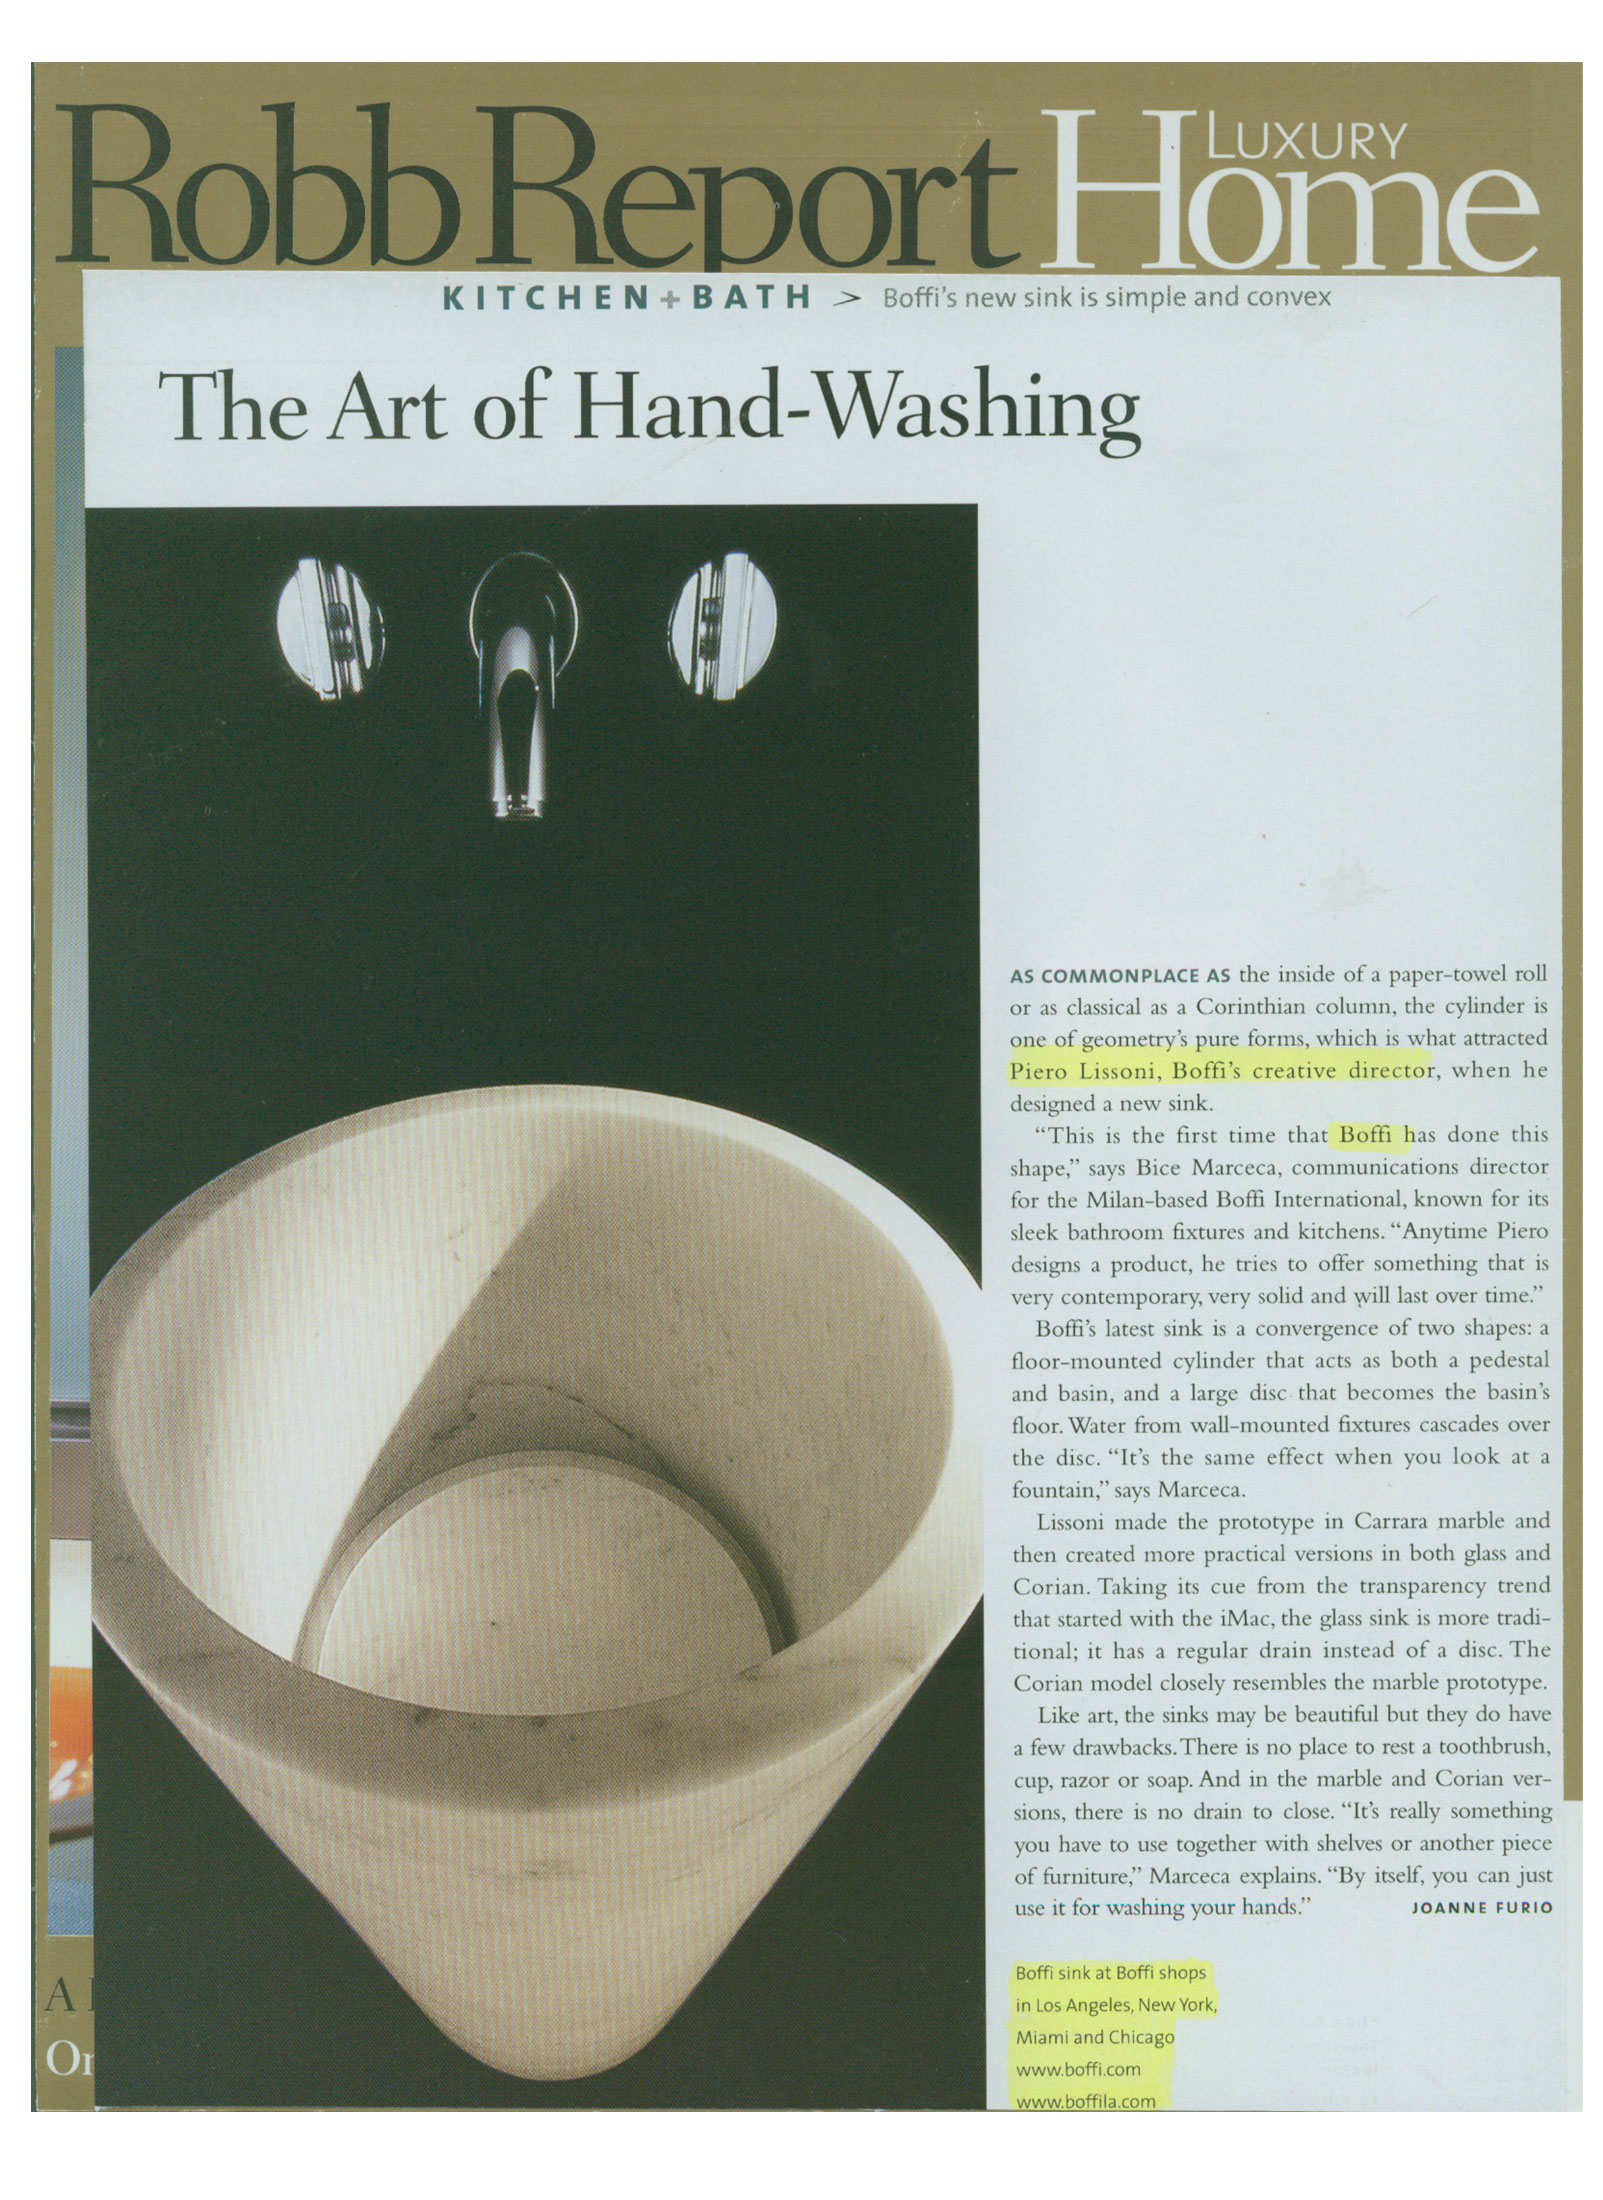 Robb Report Home
LUXURY
KITCHEN + BATH > Boffi's new sink is simple and convex
The Art of Hand-Washing
AS COMMONPLACE AS the inside of a paper-towel roll
or as classical as a Corinthian column, the cylinder is
one of geometry's pure forms, which is what attracted
Piero Lissoni, Boffi's creative director, when he
designed a new sink.
“This is the first time that Boffi has done this
shape,” says Bice Marceca, communications director
for the Milan-based Boffi International, known for its
sleek bathroom fixtures and kitchens. “Anytime Piero
designs a product, he tries to offer something that is
very contemporary, very solid and will last over time.”
Boffi's latest sink is a convergence of two shapes: a
floor-mounted cylinder that acts as both a pedestal
and basin, and a large disc that becomes the basin's
floor. Water from wall-mounted fixtures cascades over
the disc. “It's the same effect when you look at a
fountain,” says Marceca.
Lissoni made the prototype in Carrara marble and
then created more practical versions in both glass and
Corian. Taking its cue from the transparency trend
that started with the iMac, the glass sink is more tradi-
tional; it has a regular drain instead of a disc. The
Corian model closely resembles the marble prototype.
Like art, the sinks may be beautiful but they do have
a few drawbacks. There is no place to rest a toothbrush,
cup, razor or soap. And in the marble and Corian ver-
sions, there is no drain to close. “It's really something
you have to use together with shelves or another piece
of furniture,” Marceca explains. “By itself, you can just
use it for washing your hands.” JOANNE FURIO
Boffi sink at Boffi shops
in Los Angeles, New York,
Miami and Chicago
www.boffi.com
www.boffila.com
A